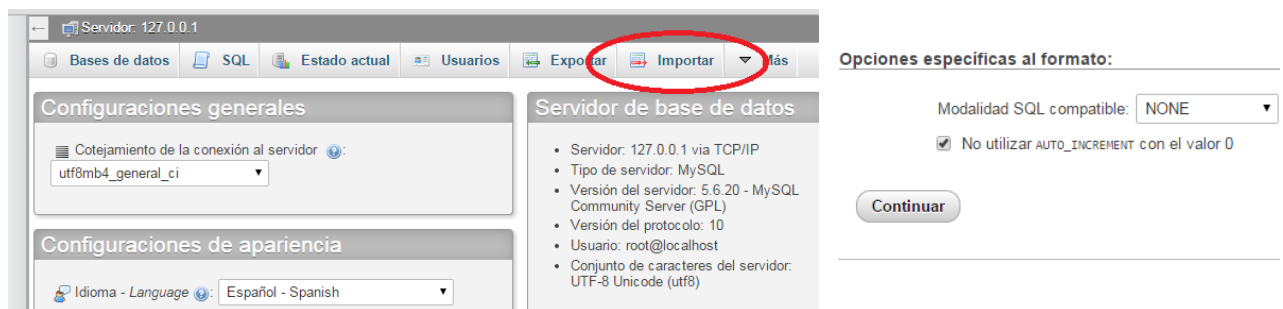 Servidor: 127.0.0.1
Bases de datos SQL Estado actual Usuarios Exportar Importar Más
Configuraciones generales
Cotejamiento de la conexión al servidor :
utf8mb4_general_ci
Configuraciones de apariencia
Idioma - Language : Español - Spanish
Servidor de base de datos
Servidor: 127.0.0.1 via TCP/IP
Tipo de servidor: MySQL
Versión del servidor: 5.6.20 - MySQL
Community Server (GPL)
Versión del protocolo: 10
Usuario: root@localhost
Conjunto de caracteres del servidor:
UTF-8 Unicode (utf8)
Opciones específicas al formato:
Modalidad SQL compatible: NONE
No utilizar AUTO_INCREMENT con el valor 0
Continuar